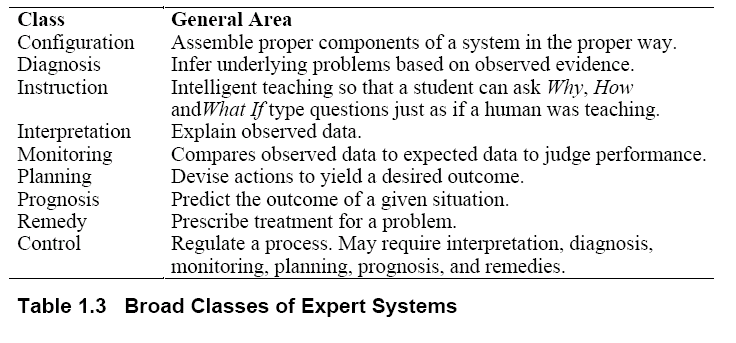 Class General Area
Configuration Assemble proper components of a system in the proper way.
Diagnosis Infer underlying problems based on observed evidence.
Instruction Intelligent teaching so that a student can ask Why, How
andWhat If type questions just as if a human was teaching.
Interpretation Explain observed data.
Monitoring Compares observed data to expected data to judge performance.
Planning Devise actions to yield a desired outcome.
Prognosis Predict the outcome of a given situation.
Remedy Prescribe treatment for a problem.
Control Regulate a process. May require interpretation, diagnosis,
monitoring, planning, prognosis, and remedies.
Table 1.3 Broad Classes of Expert Systems